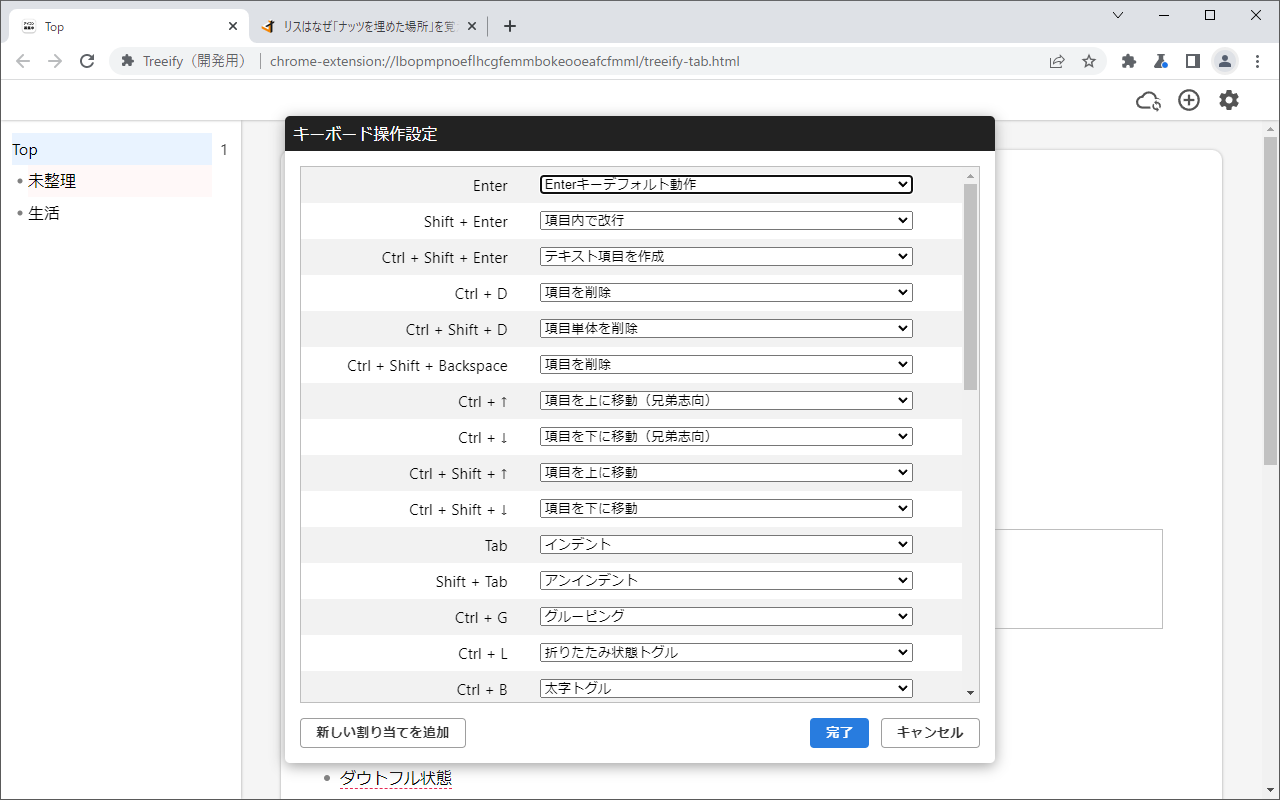 Top
リスはなぜ「ナッツを埋めた場所」を覚
Treeify（開発用）
chrome-extension://lbopmpnoeflhcgfemmbokeooeafcfmml/treeify-tab.html
Top 1
未整理
生活
キーボード操作設定
Enter Enterキーデフォルト動作
Shift + Enter 項目内で改行
Ctrl + Shift + Enter テキスト項目を作成
Ctrl + D 項目を削除
Ctrl + Shift + D 項目単体を削除
Ctrl + Shift + Backspace 項目を削除
Ctrl + ↑ 項目を上に移動（兄弟志向）
Ctrl + ↓ 項目を下に移動（兄弟志向）
Ctrl + Shift + ↑ 項目を上に移動
Ctrl + Shift + ↓ 項目を下に移動
Tab インデント
Shift + Tab アンインデント
Ctrl + G グルーピング
Ctrl + L 折りたたみ状態トグル
Ctrl + B 太字トグル
新しい割り当てを追加 完了 キャンセル
ダウトフル状態